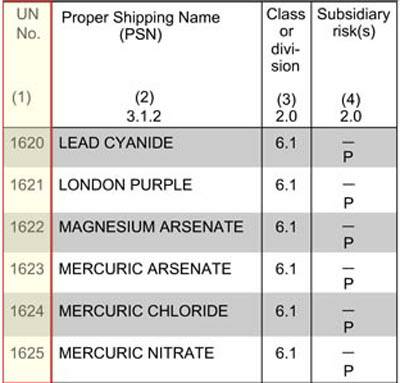 UN No. Proper Shipping Name (PSN) Class or divi- sion Subsidiary risk(s)
(1) (2) 3.1.2 (3) 2.0 (4) 2.0
1620 LEAD CYANIDE 6.1 — P
1621 LONDON PURPLE 6.1 — P
1622 MAGNESIUM ARSENATE 6.1 — P
1623 MERCURIC ARSENATE 6.1 — P
1624 MERCURIC CHLORIDE 6.1 — P
1625 MERCURIC NITRATE 6.1 — P